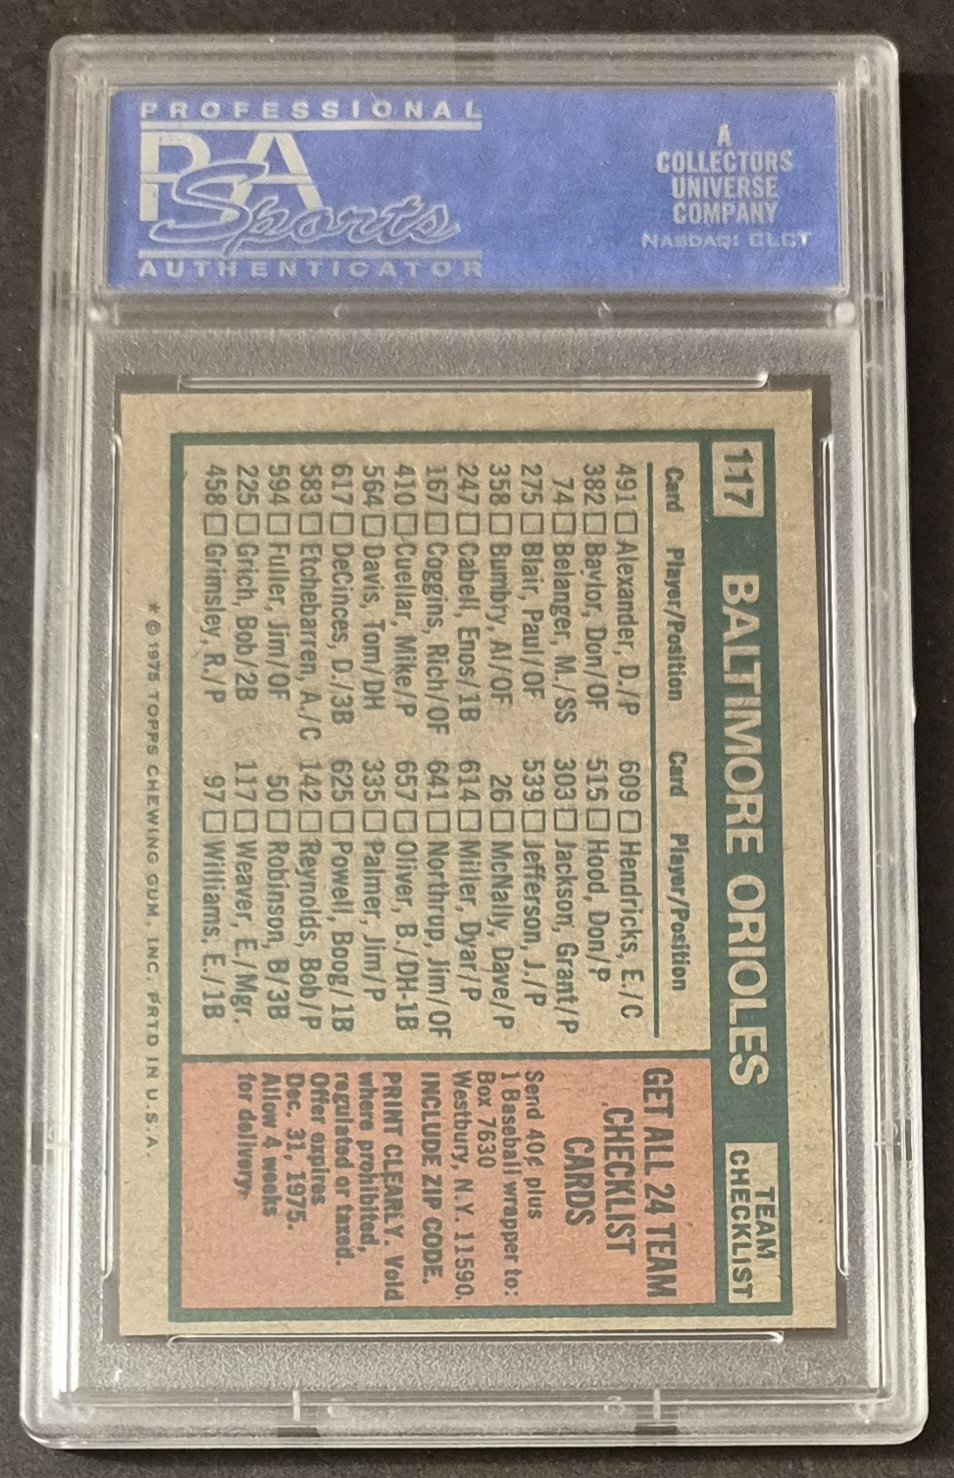 PROFESSIONAL
PSA
Sports
AUTHENTICATOR
A
COLLECTORS
UNIVERSE
COMPANY
NASDAQ: CLCT
117 BALTIMORE ORIOLES TEAM CHECKLIST
Card Player/Position Card Player/Position
491 Alexander, D./P 609 Hendricks, E./C
382 Baylor, Don/OF 515 Hood, Don/P
74 Belanger, M./SS 303 Jackson, Grant/P
275 Blair, Paul/OF 539 Jefferson, J./P
358 Bumbry, Al/OF 26 McNally, Dave/P
247 Cabell, Enos/1B 614 Miller, Dyar/P
167 Coggins, Rich/OF 641 Northrup, Jim/OF
410 Cuellar, Mike/P 657 Oliver, B./DH-1B
564 Davis, Tom/DH 335 Palmer, Jim/P
617 DeCinces, D./3B 625 Powell, Boog/1B
583 Etchebarren, A./C 142 Reynolds, Bob/P
594 Fuller, Jim/OF 50 Robinson, B/3B
225 Grich, Bob/2B 117 Weaver, E./Mgr.
458 Grimsley, R./P 97 Williams, E./1B
GET ALL 24 TEAM
CHECKLIST
CARDS
Send 40¢ plus
1 Baseball wrapper to:
Box 7630
Westbury, N.Y. 11590.
INCLUDE ZIP CODE.
PRINT CLEARLY. Void
where prohibited,
regulated or taxed.
Offer expires
Dec. 31, 1975.
Allow 4 weeks
for delivery.
* © 1975 TOPPS CHEWING GUM, INC. PRTD IN U.S.A.